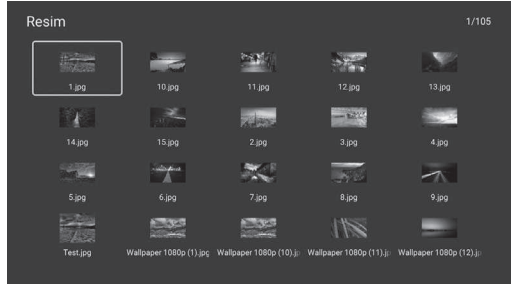 Resim 1/105
1.jpg 10.jpg 11.jpg 12.jpg 13.jpg
14.jpg 15.jpg 2.jpg 3.jpg 4.jpg
5.jpg 6.jpg 7.jpg 8.jpg 9.jpg
Test.jpg Wallpaper 1080p (1).jpg Wallpaper 1080p (10).jp Wallpaper 1080p (11).jp Wallpaper 1080p (12).jp